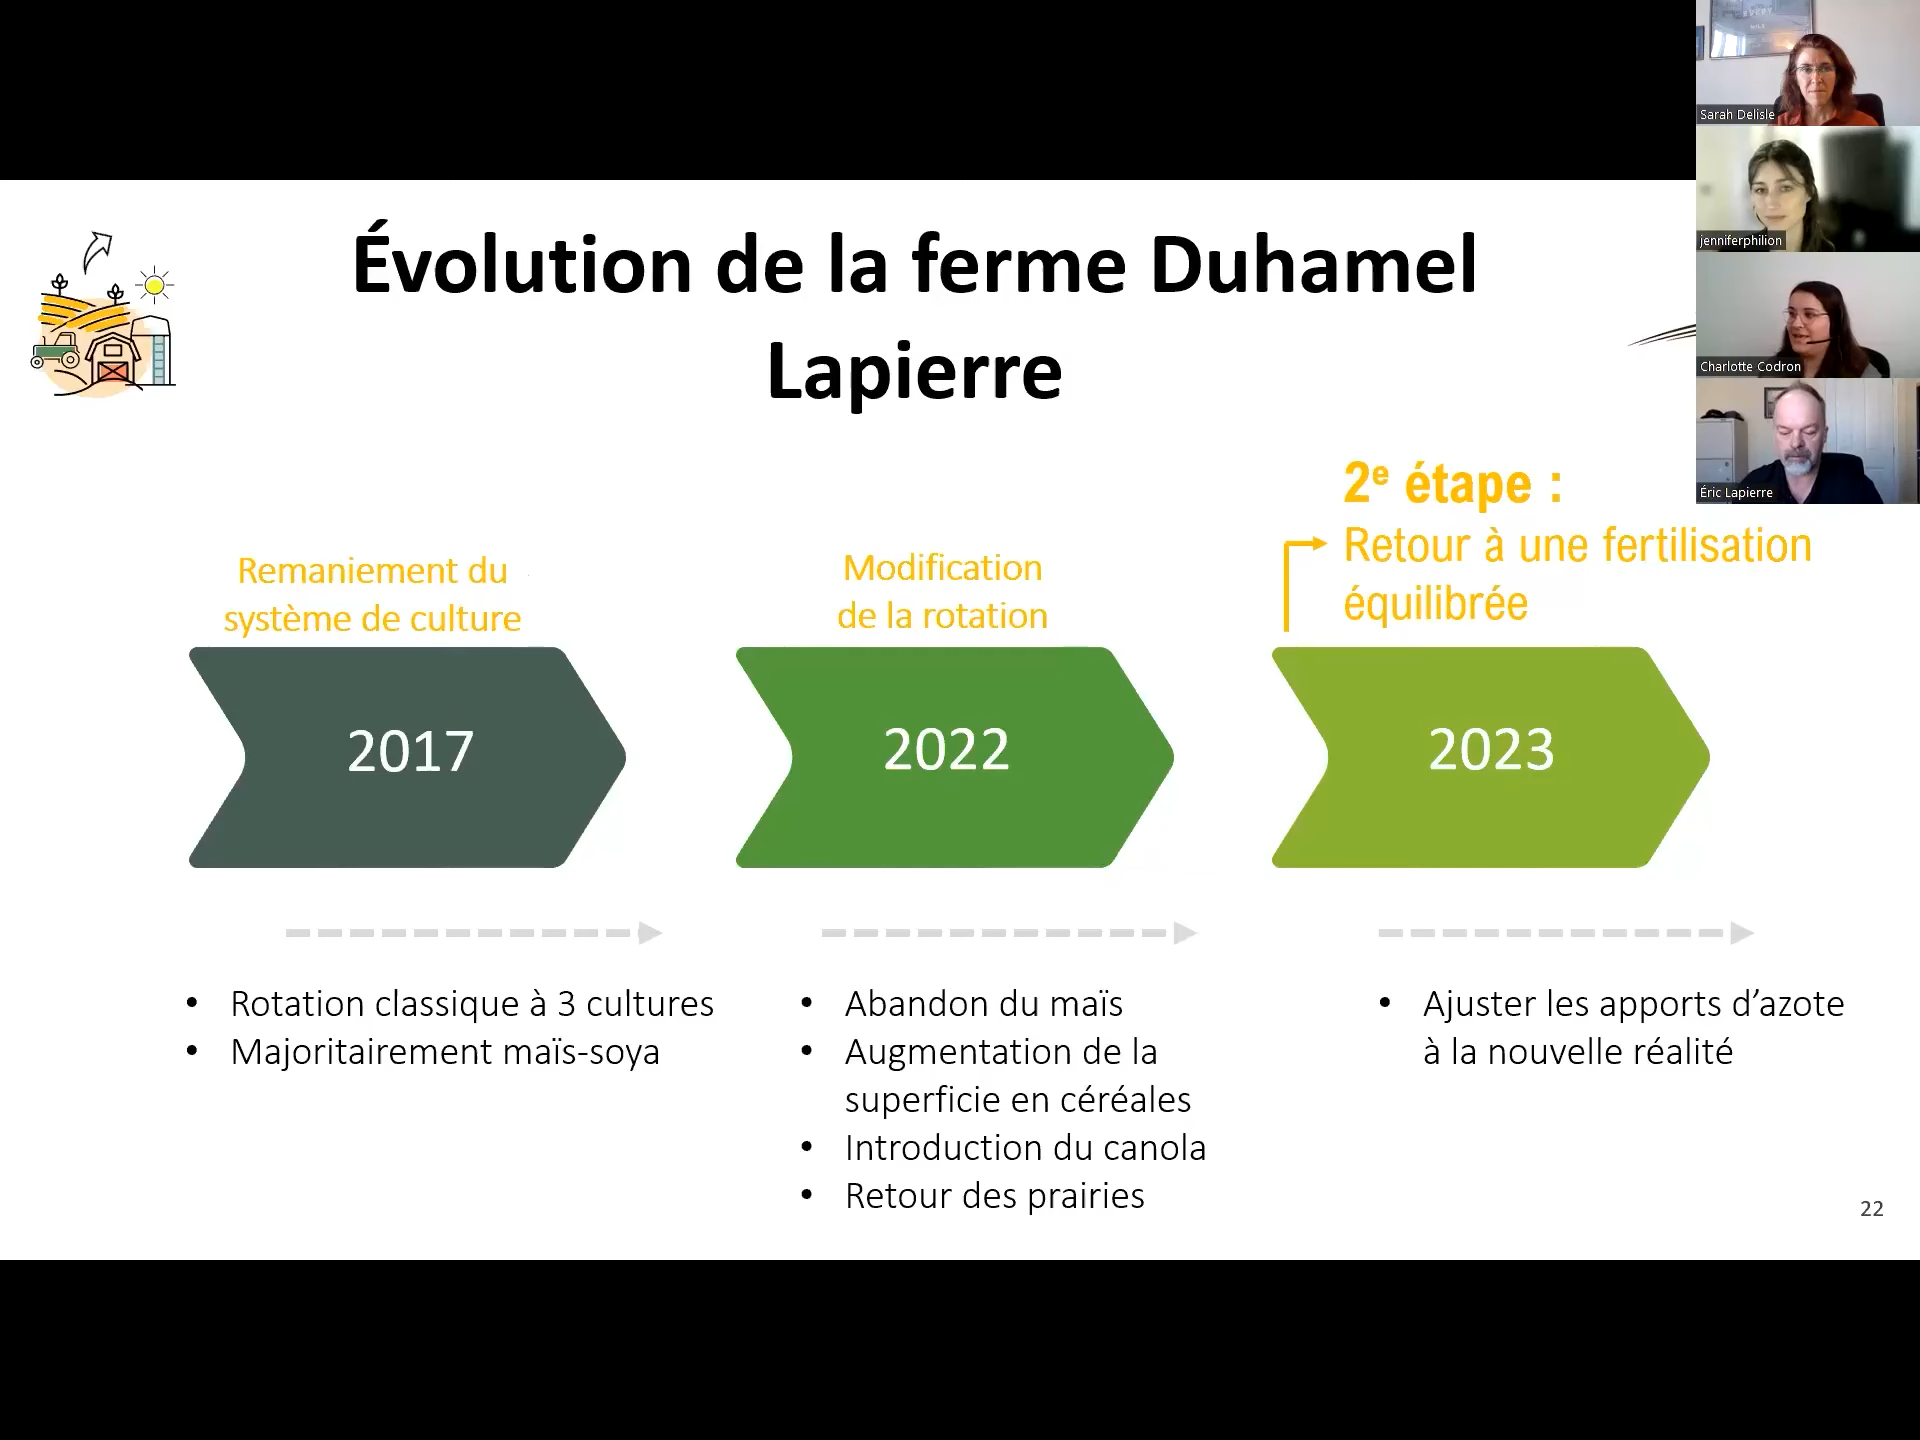 Évolution de la ferme Duhamel
Lapierre
Sarah Delisle
jenniferphilion
Charlotte Codron
Éric Lapierre
Remaniement du
système de culture
Modification
de la rotation
2e étape :
Retour à une fertilisation
équilibrée
2017
2022
2023
• Rotation classique à 3 cultures
• Majoritairement maïs-soya
• Abandon du maïs
• Augmentation de la
superficie en céréales
• Introduction du canola
• Retour des prairies
• Ajuster les apports d’azote
à la nouvelle réalité
22